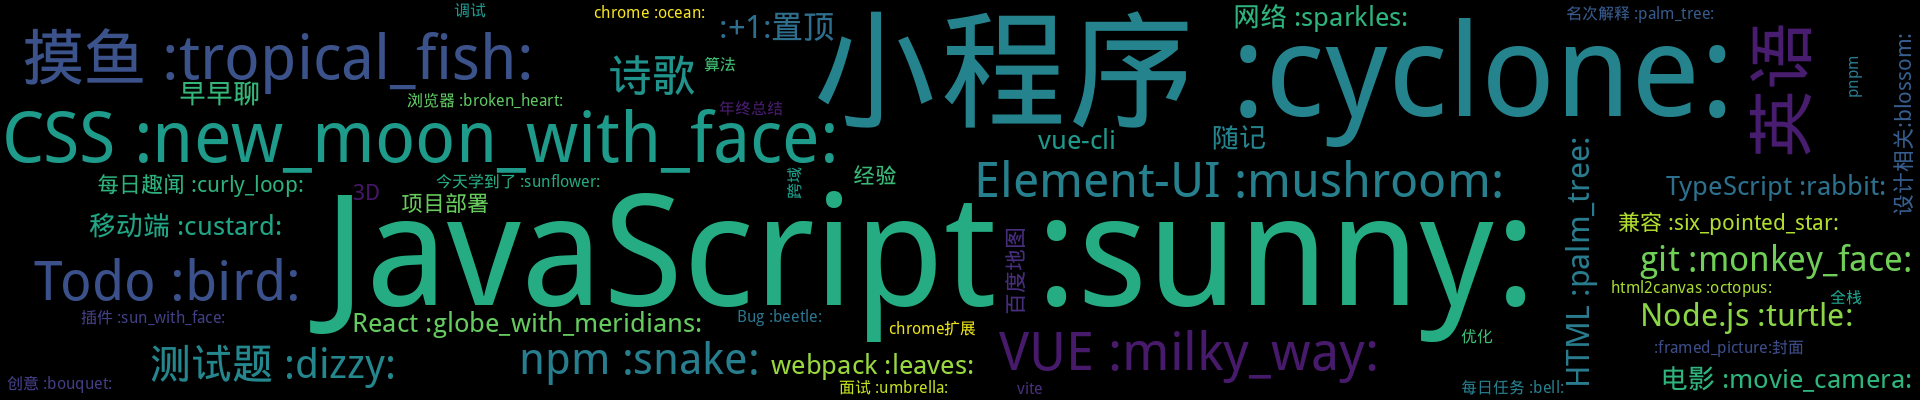 调试
chrome :ocean:
:+1:置顶
小程序 :cyclone:
网络 :sparkles:
名次解释 :palm_tree:
摸鱼 :tropical_fish:
诗歌
算法
英语
pnpm
设计相关:blossom:
早早聊
浏览器 :broken_heart:
年终总结
CSS :new_moon_with_face:
vue-cli
随记
每日趣闻 :curly_loop:
3D
今天学到了 :sunflower:
跨域
经验
Element-UI :mushroom:
HTML :palm_tree:
TypeScript :rabbit:
项目部署
移动端 :custard:
JavaScript :sunny:
百度地图
兼容 :six_pointed_star:
git :monkey_face:
Todo :bird:
html2canvas :octopus:
全栈
插件 :sun_with_face:
React :globe_with_meridians:
Bug :beetle:
chrome扩展
Node.js :turtle:
优化
:framed_picture:封面
测试题 :dizzy:
npm :snake:
webpack :leaves:
VUE :milky_way:
电影 :movie_camera:
创意 :bouquet:
面试 :umbrella:
vite
每日任务 :bell: